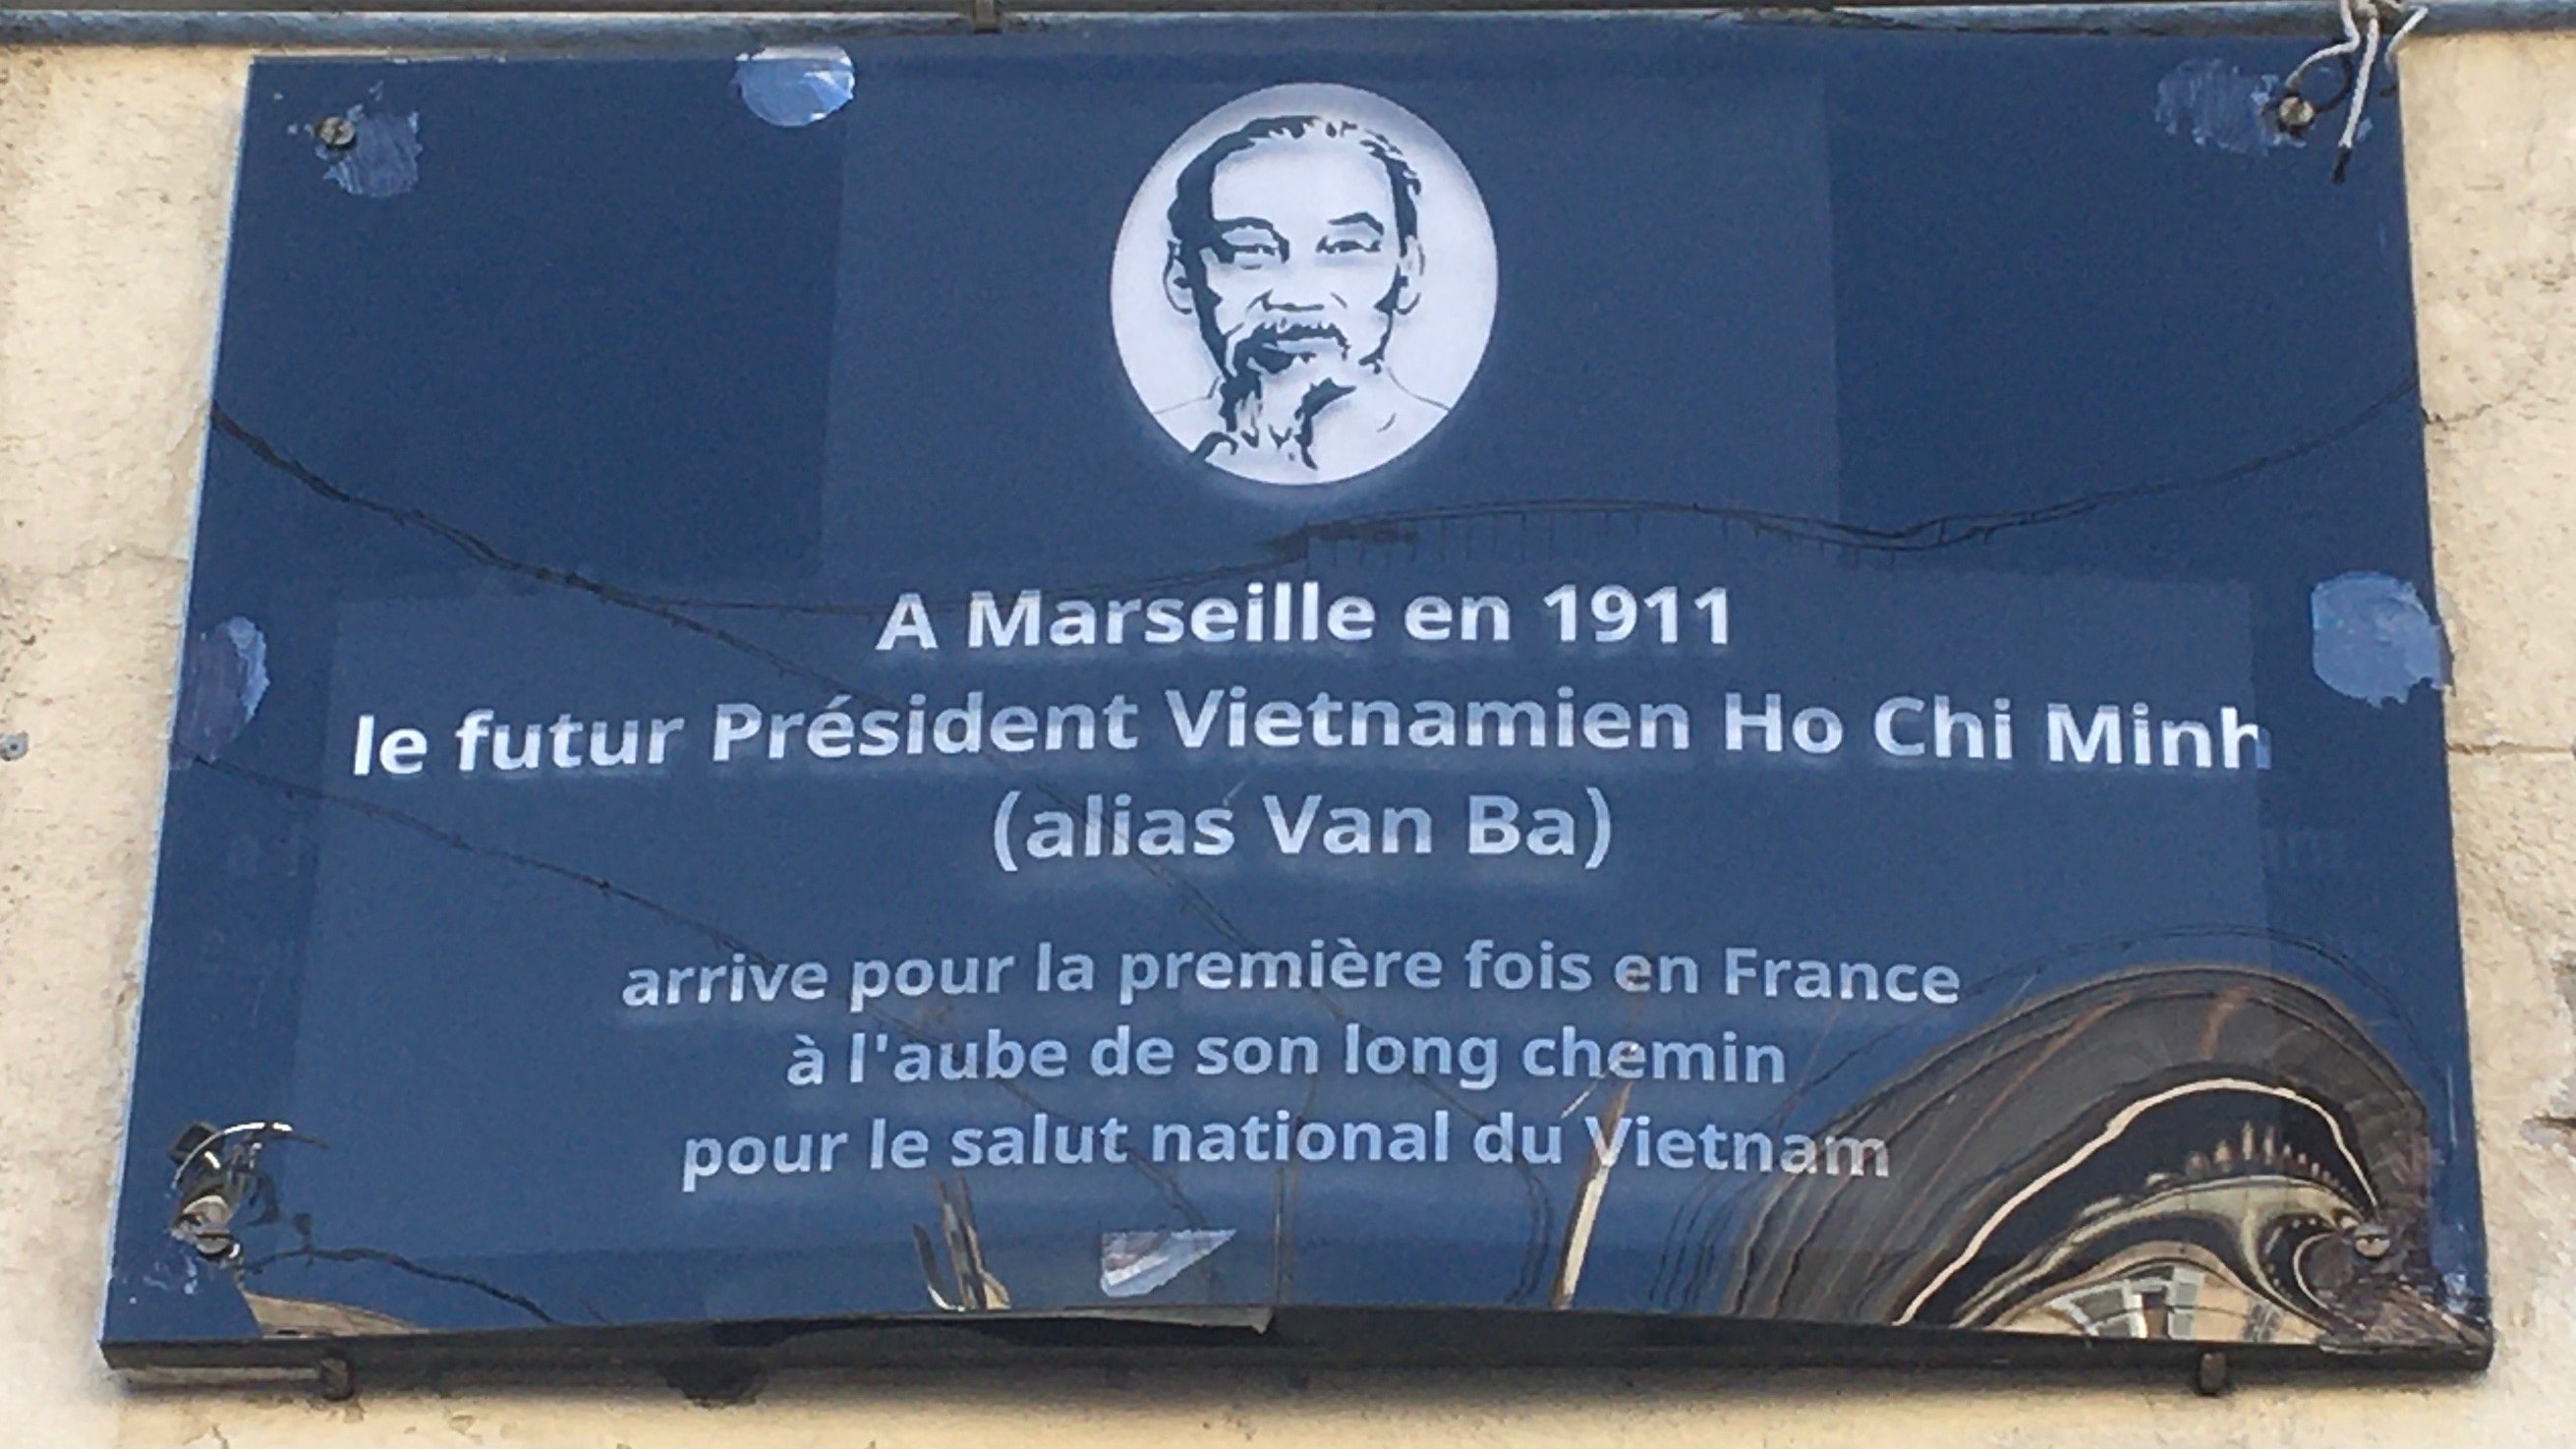 A Marseille en 1911
le futur Président Vietnamien Ho Chi Minh
(alias Van Ba)
arrive pour la première fois en France
à l'aube de son long chemin
pour le salut national du Vietnam